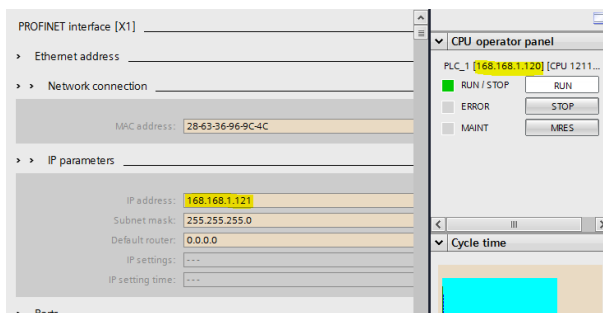 PROFINET interface [X1]
› Ethernet address
› › Network connection
MAC address: 28-63-36-96-9C-4C
› › IP parameters
IP address: 168.168.1.121
Subnet mask: 255.255.255.0
Default router: 0.0.0.0
IP settings: ---
IP setting time: ---
› Ports
CPU operator panel
PLC_1 [168.168.1.120] [CPU 1211...
RUN / STOP RUN
ERROR STOP
MAINT MRES
Cycle time